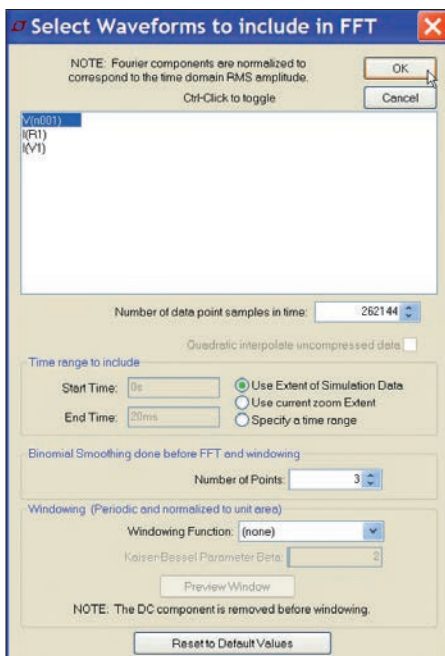 Select Waveforms to include in FFT
NOTE: Fourier components are normalized to
correspond to the time domain RMS amplitude.
OK
Ctrl-Click to toggle
Cancel
V(n001)
I(R1)
I(V1)
Number of data point samples in time: 262144
Quadratic interpolate uncompressed data
Time range to include
Start Time: 0s
Use Extent of Simulation Data
Use current zoom Extent
End Time: 20ms
Specify a time range
Binomial Smoothing done before FFT and windowing
Number of Points: 3
Windowing (Periodic and normalized to unit area)
Windowing Function: (none)
Kaiser-Bessel Parameter Beta: 2
Preview Window
NOTE: The DC component is removed before windowing.
Reset to Default Values